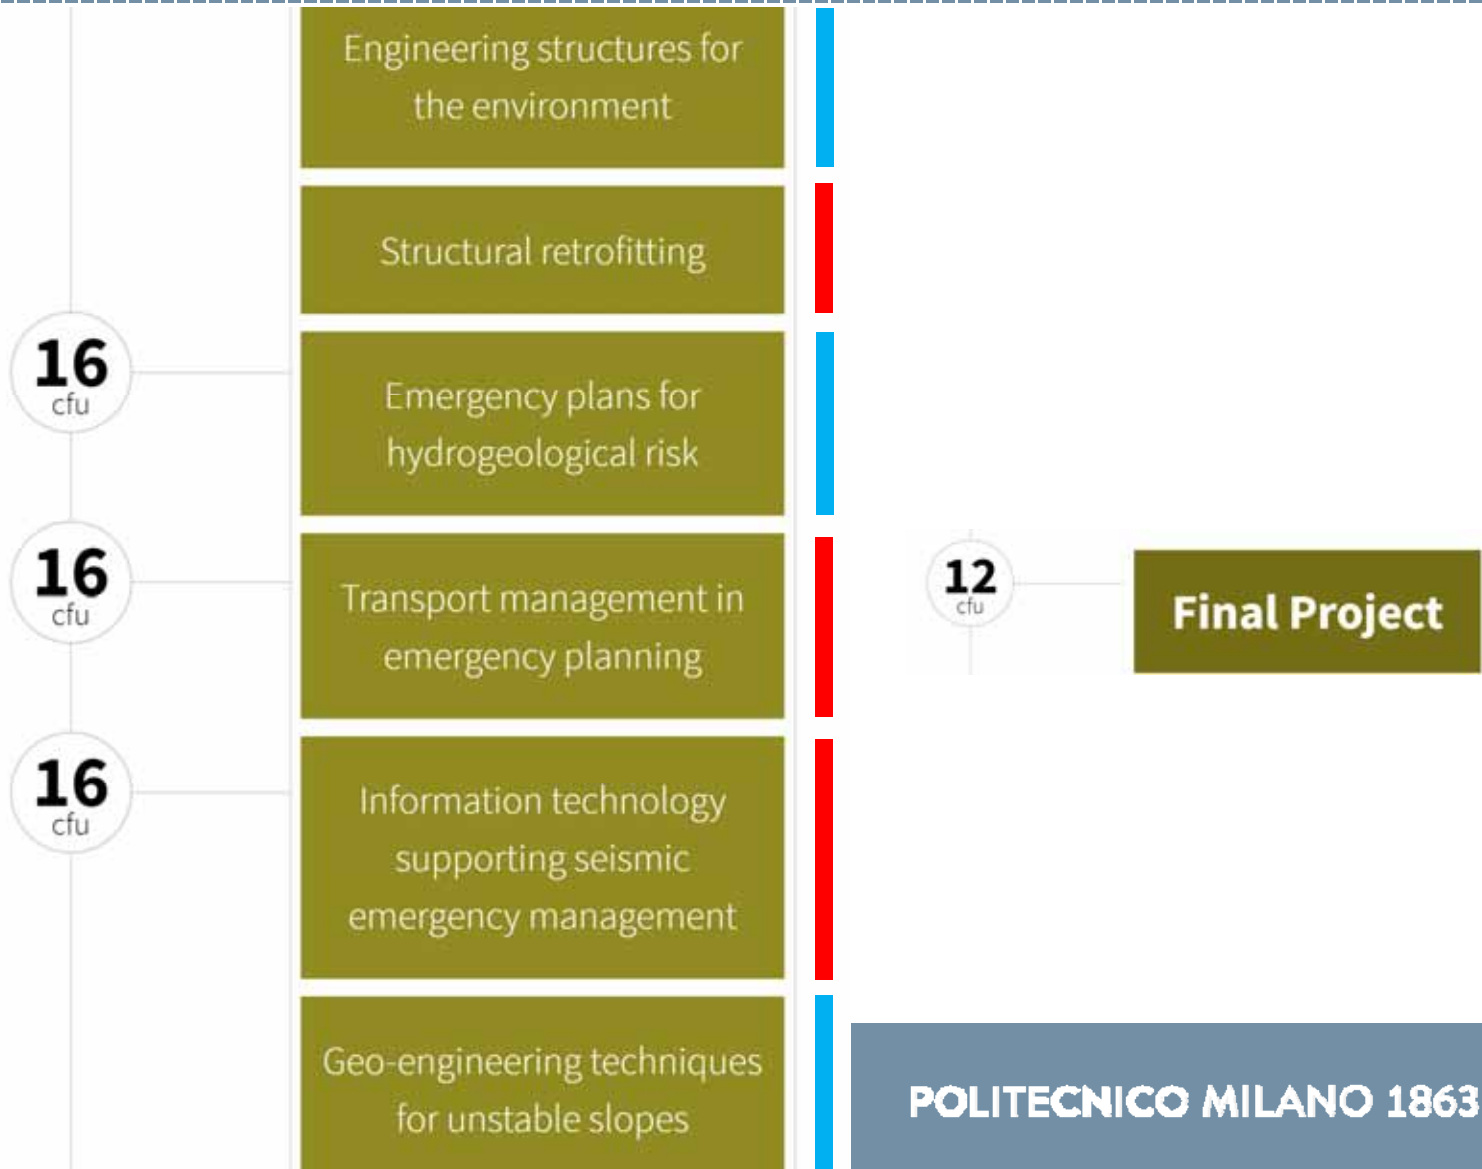 Engineering structures for
the environment
Structural retrofitting
16
cfu
Emergency plans for
hydrogeological risk
16
cfu
Transport management in
emergency planning
12
cfu
Final Project
16
cfu
Information technology
supporting seismic
emergency management
Geo-engineering techniques
for unstable slopes
POLITECNICO MILANO 1863